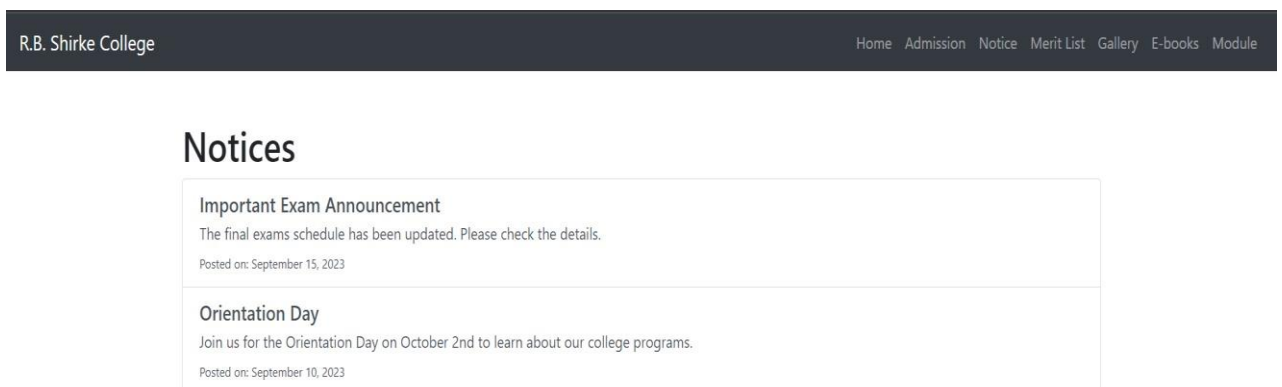 R.B. Shirke College
Home Admission Notice Merit List Gallery E-books Module
Notices
Important Exam Announcement
The final exams schedule has been updated. Please check the details.
Posted on: September 15, 2023
Orientation Day
Join us for the Orientation Day on October 2nd to learn about our college programs.
Posted on: September 10, 2023